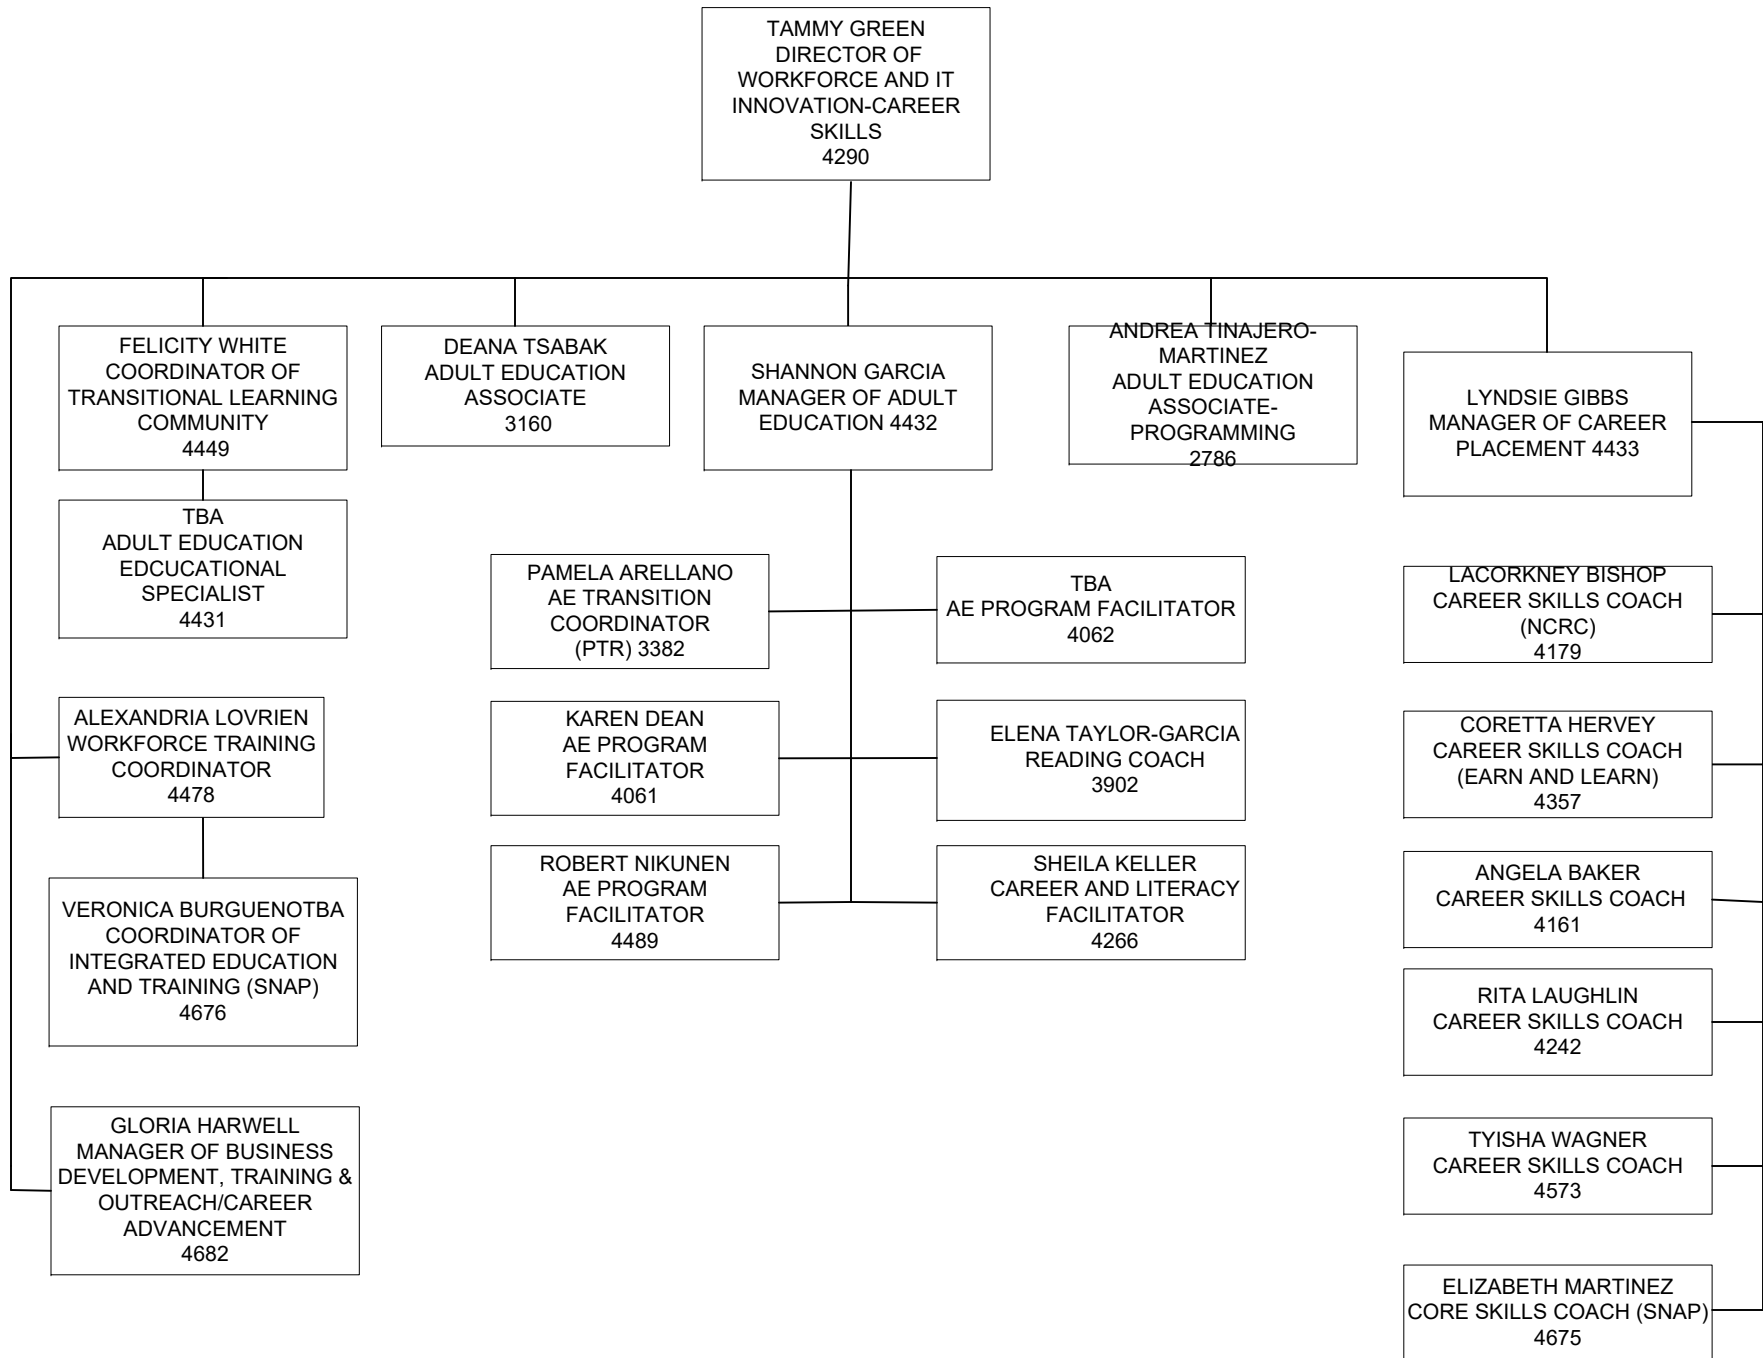 TAMMY GREEN
DIRECTOR OF
WORKFORCE AND IT
INNOVATION-CAREER
SKILLS
4290
FELICITY WHITE
COORDINATOR OF
TRANSITIONAL LEARNING
COMMUNITY
4449
DEANA TSABAK
ADULT EDUCATION
ASSOCIATE
3160
SHANNON GARCIA
MANAGER OF ADULT
EDUCATION 4432
ANDREA TINAJERO-
MARTINEZ
ADULT EDUCATION
ASSOCIATE-
PROGRAMMING
2786
LYNDSIE GIBBS
MANAGER OF CAREER
PLACEMENT 4433
TBA
ADULT EDUCATION
EDCUCATIONAL
SPECIALIST
4431
PAMELA ARELLANO
AE TRANSITION
COORDINATOR
(PTR) 3382
TBA
AE PROGRAM FACILITATOR
4062
LACORKNEY BISHOP
CAREER SKILLS COACH
(NCRC)
4179
ALEXANDRIA LOVRIEN
WORKFORCE TRAINING
COORDINATOR
4478
KAREN DEAN
AE PROGRAM
FACILITATOR
4061
ELENA TAYLOR-GARCIA
READING COACH
3902
CORETTA HERVEY
CAREER SKILLS COACH
(EARN AND LEARN)
4357
VERONICA BURGUENOTBA
COORDINATOR OF
INTEGRATED EDUCATION
AND TRAINING (SNAP)
4676
ROBERT NIKUNEN
AE PROGRAM
FACILITATOR
4489
SHEILA KELLER
CAREER AND LITERACY
FACILITATOR
4266
ANGELA BAKER
CAREER SKILLS COACH
4161
RITA LAUGHLIN
CAREER SKILLS COACH
4242
GLORIA HARWELL
MANAGER OF BUSINESS
DEVELOPMENT, TRAINING &
OUTREACH/CAREER
ADVANCEMENT
4682
TYISHA WAGNER
CAREER SKILLS COACH
4573
ELIZABETH MARTINEZ
CORE SKILLS COACH (SNAP)
4675